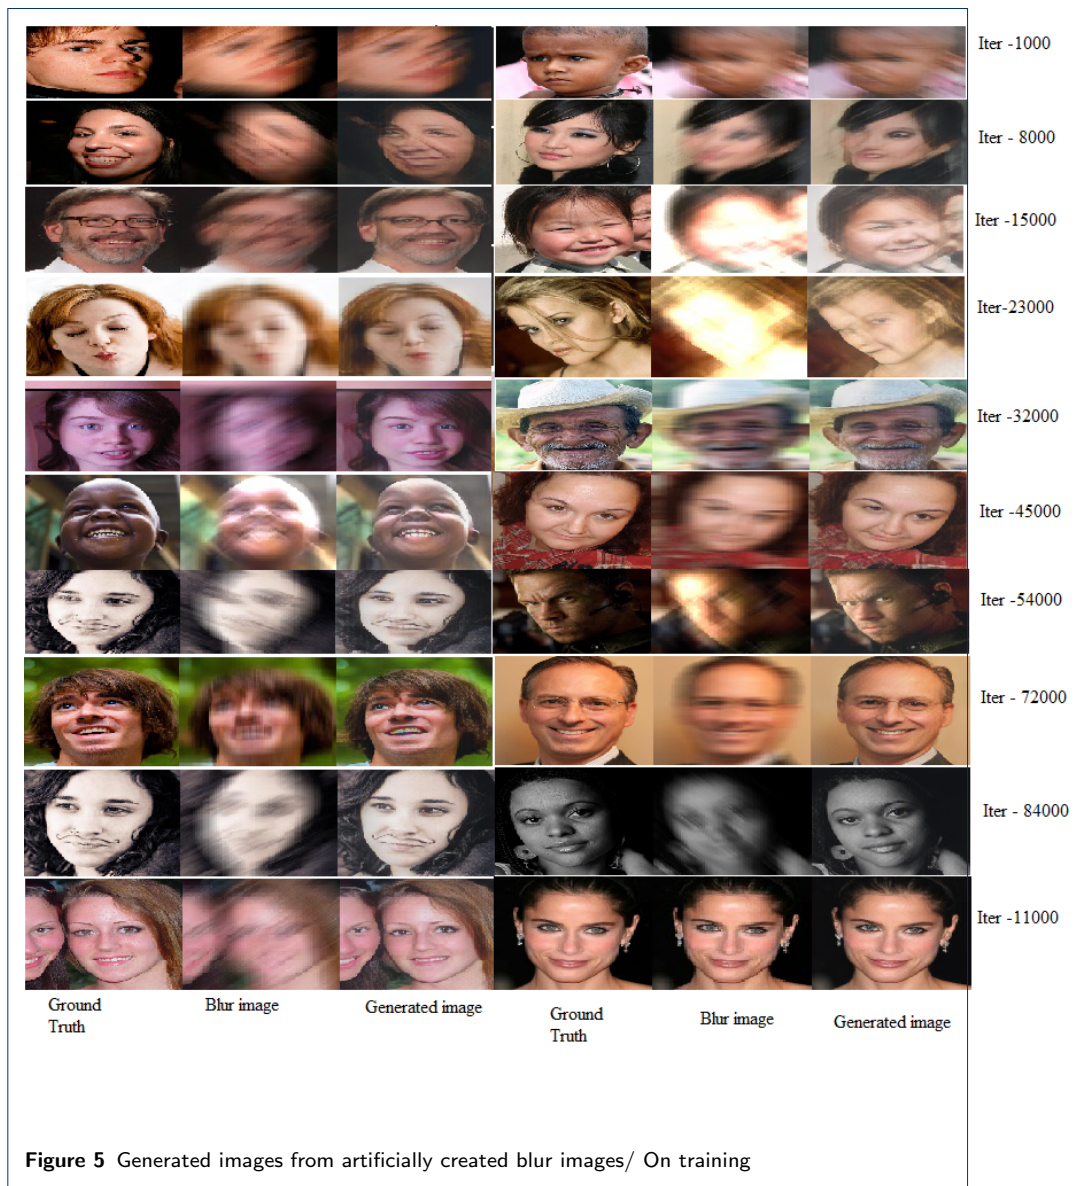 Iter -1000
Iter - 8000
Iter -15000
Iter-23000
Iter -32000
Iter -45000
Iter -54000
Iter - 72000
Iter - 84000
Iter -11000
Ground
Truth
Blur image
Generated image
Ground
Truth
Blur image
Generated image
Figure 5 Generated images from artificially created blur images/ On training